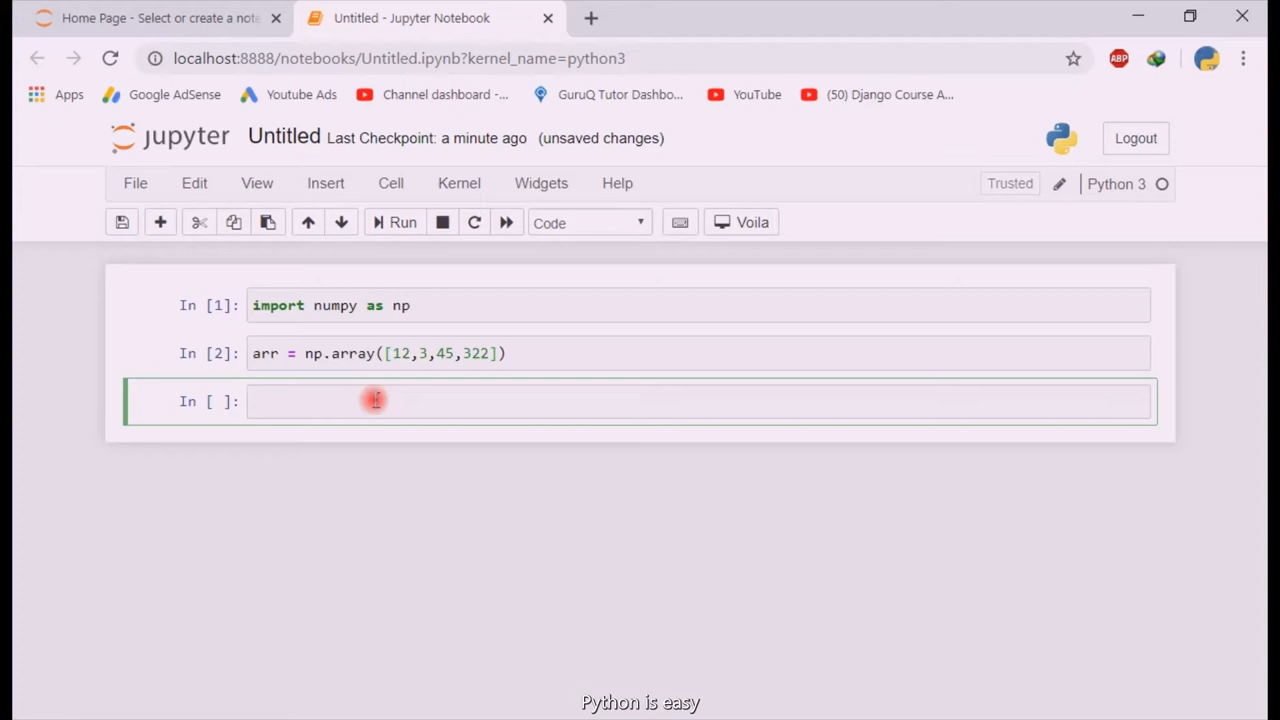 Home Page - Select or create a note
Untitled - Jupyter Notebook
localhost:8888/notebooks/Untitled.ipynb?kernel_name=python3
ABP
Apps Google AdSense Youtube Ads Channel dashboard -... GuruQ Tutor Dashbo... YouTube (50) Django Course A...
jupyter Untitled Last Checkpoint: a minute ago (unsaved changes) Logout
File Edit View Insert Cell Kernel Widgets Help Trusted Python 3
Run Code Voila
In [1]: import numpy as np
In [2]: arr = np.array([12,3,45,322])
In [ ]:
Python is easy